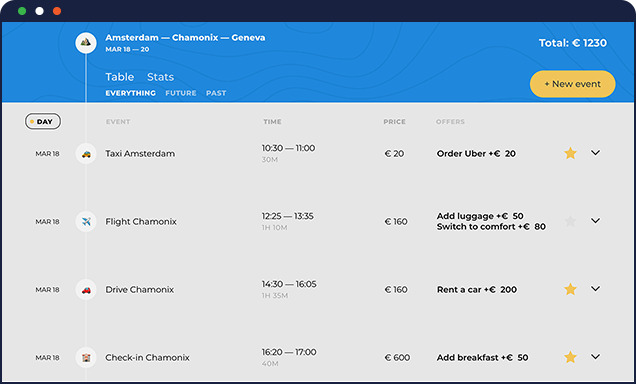 Amsterdam — Chamonix — Geneva
MAR 18 — 20
Total: € 1230
Table Stats
EVERYTHING FUTURE PAST
+ New event
DAY EVENT TIME PRICE OFFERS
MAR 18 Taxi Amsterdam 10:30 — 11:00 € 20 Order Uber +€ 20
30M
MAR 18 Flight Chamonix 12:25 — 13:35 € 160 Add luggage +€ 50
1H 10M Switch to comfort +€ 80
MAR 18 Drive Chamonix 14:30 — 16:05 € 160 Rent a car +€ 200
1H 35M
MAR 18 Check-in Chamonix 16:20 — 17:00 € 600 Add breakfast +€ 50
40M